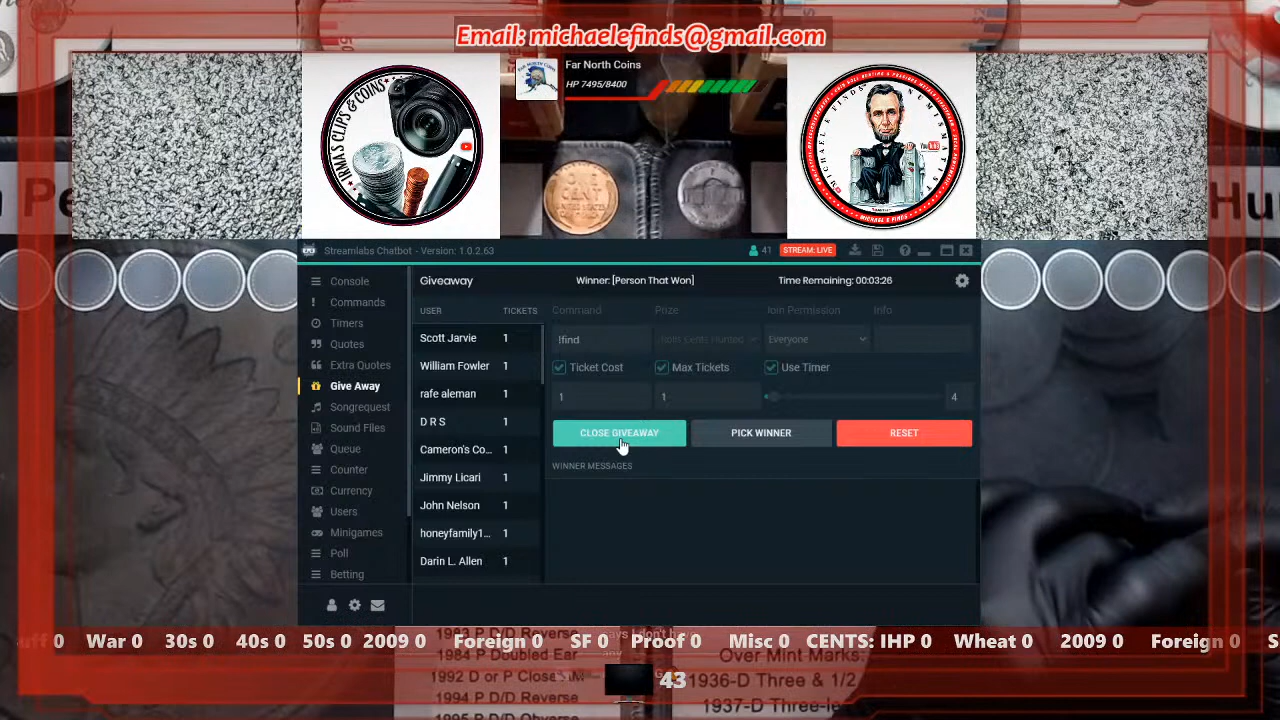 Email: michaelefinds@gmail.com
Far North Coins
HP 7495/8400
IRMA'S CLIPS & COINS
MICHAEL E FINDS
NUMISMATIST
ONE
CENT
Streamlabs Chatbot - Version: 1.0.2.63
41
STREAM: LIVE
Console
Commands
Timers
Quotes
Extra Quotes
Give Away
Songrequest
Sound Files
Queue
Counter
Currency
Users
Minigames
Poll
Betting
Giveaway
Winner: [Person That Won]
Time Remaining: 00:03:26
USER TICKETS
Scott Jarvie 1
William Fowler 1
rafe aleman 1
D R S 1
Cameron's Co... 1
Jimmy Licari 1
John Nelson 1
honeyfamily1... 1
Darin L. Allen 1
Command Prize Join Permission Info
!find Everyone
Ticket Cost Max Tickets Use Timer
1 1 4
CLOSE GIVEAWAY PICK WINNER RESET
WINNER MESSAGES
uff 0 War 0 30s 0 40s 0 50s 0 2009 0 Foreign 0 SF 0 Proof 0 Misc 0 CENTS: IHP 0 Wheat 0 2009 0 Foreign 0 S
1984 P Doubled Ear
1992 D or P Close AM
1994 P D/D Reverse
1995 P D/D Obverse
43
Over Mint Marks:
1936-D Three & 1/2
1937-D Three-le